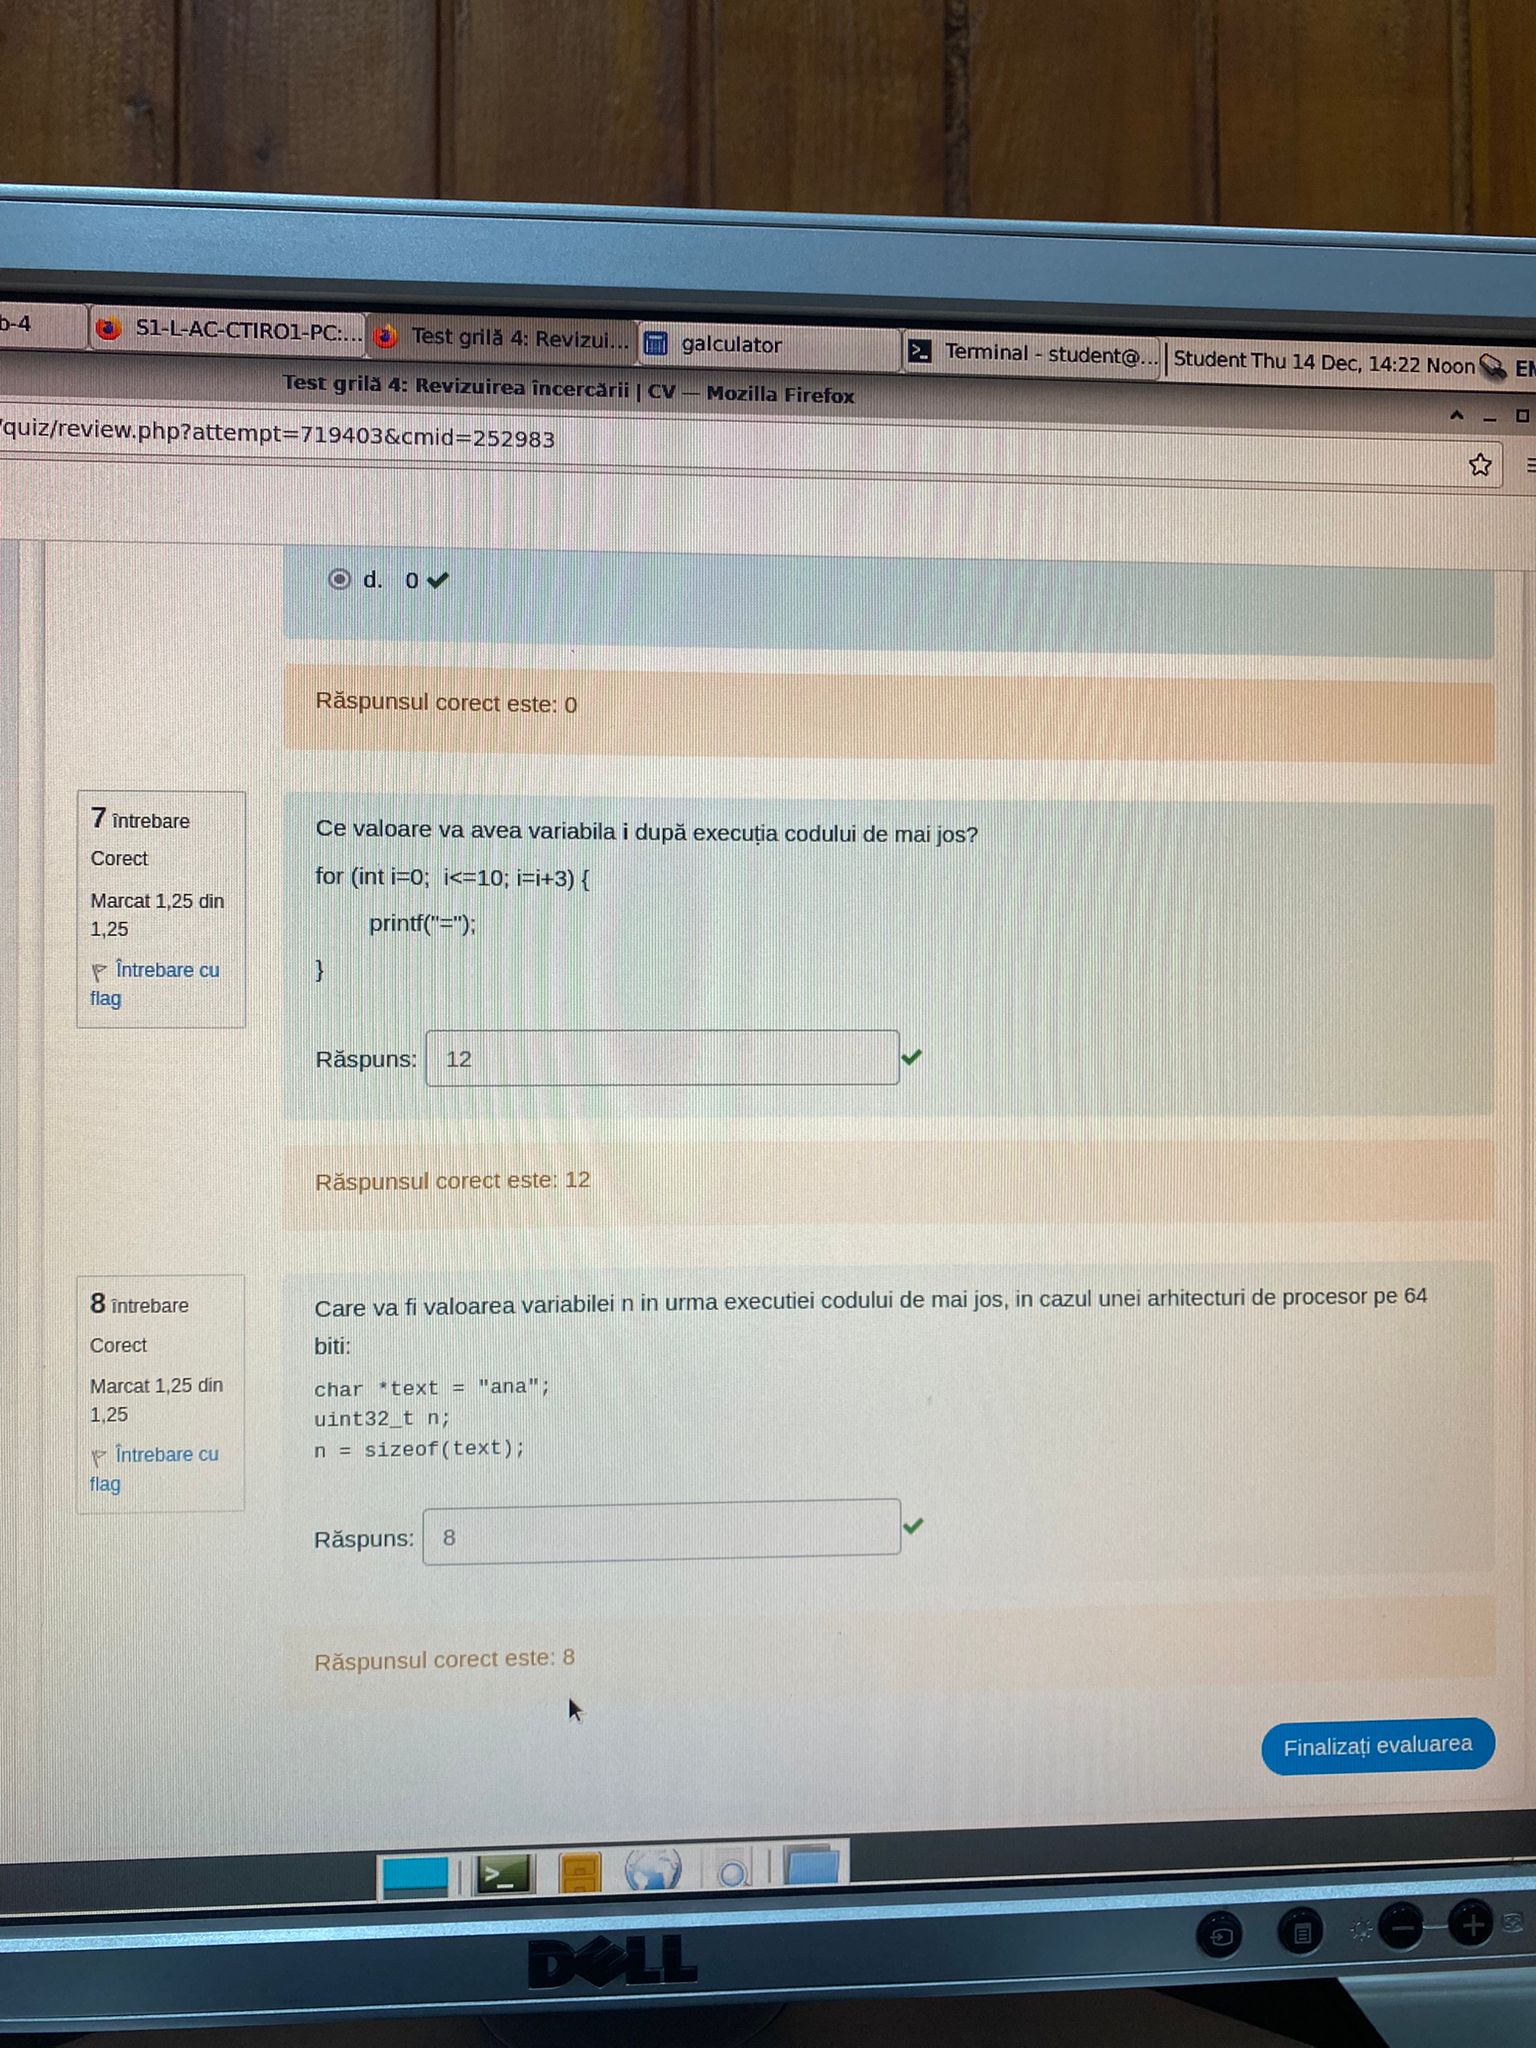 b-4
S1-L-AC-CTIRO1-PC:...
Test grilă 4: Revizui...
galculator
Terminal - student@...
Student Thu 14 Dec, 14:22 Noon
EN
Test grilă 4: Revizuirea încercării | CV — Mozilla Firefox
/quiz/review.php?attempt=719403&cmid=252983
d. 0
Răspunsul corect este: 0
7 întrebare
Corect
Marcat 1,25 din
1,25
Întrebare cu
flag
Ce valoare va avea variabila i după execuția codului de mai jos?
for (int i=0;  i<=10; i=i+3) {
printf("=");
}
Răspuns: 12
Răspunsul corect este: 12
8 întrebare
Corect
Marcat 1,25 din
1,25
Întrebare cu
flag
Care va fi valoarea variabilei n in urma executiei codului de mai jos, in cazul unei arhitecturi de procesor pe 64
biti:
char *text = "ana";
uint32_t n;
n = sizeof(text);
Răspuns: 8
Răspunsul corect este: 8
Finalizați evaluarea
DELL